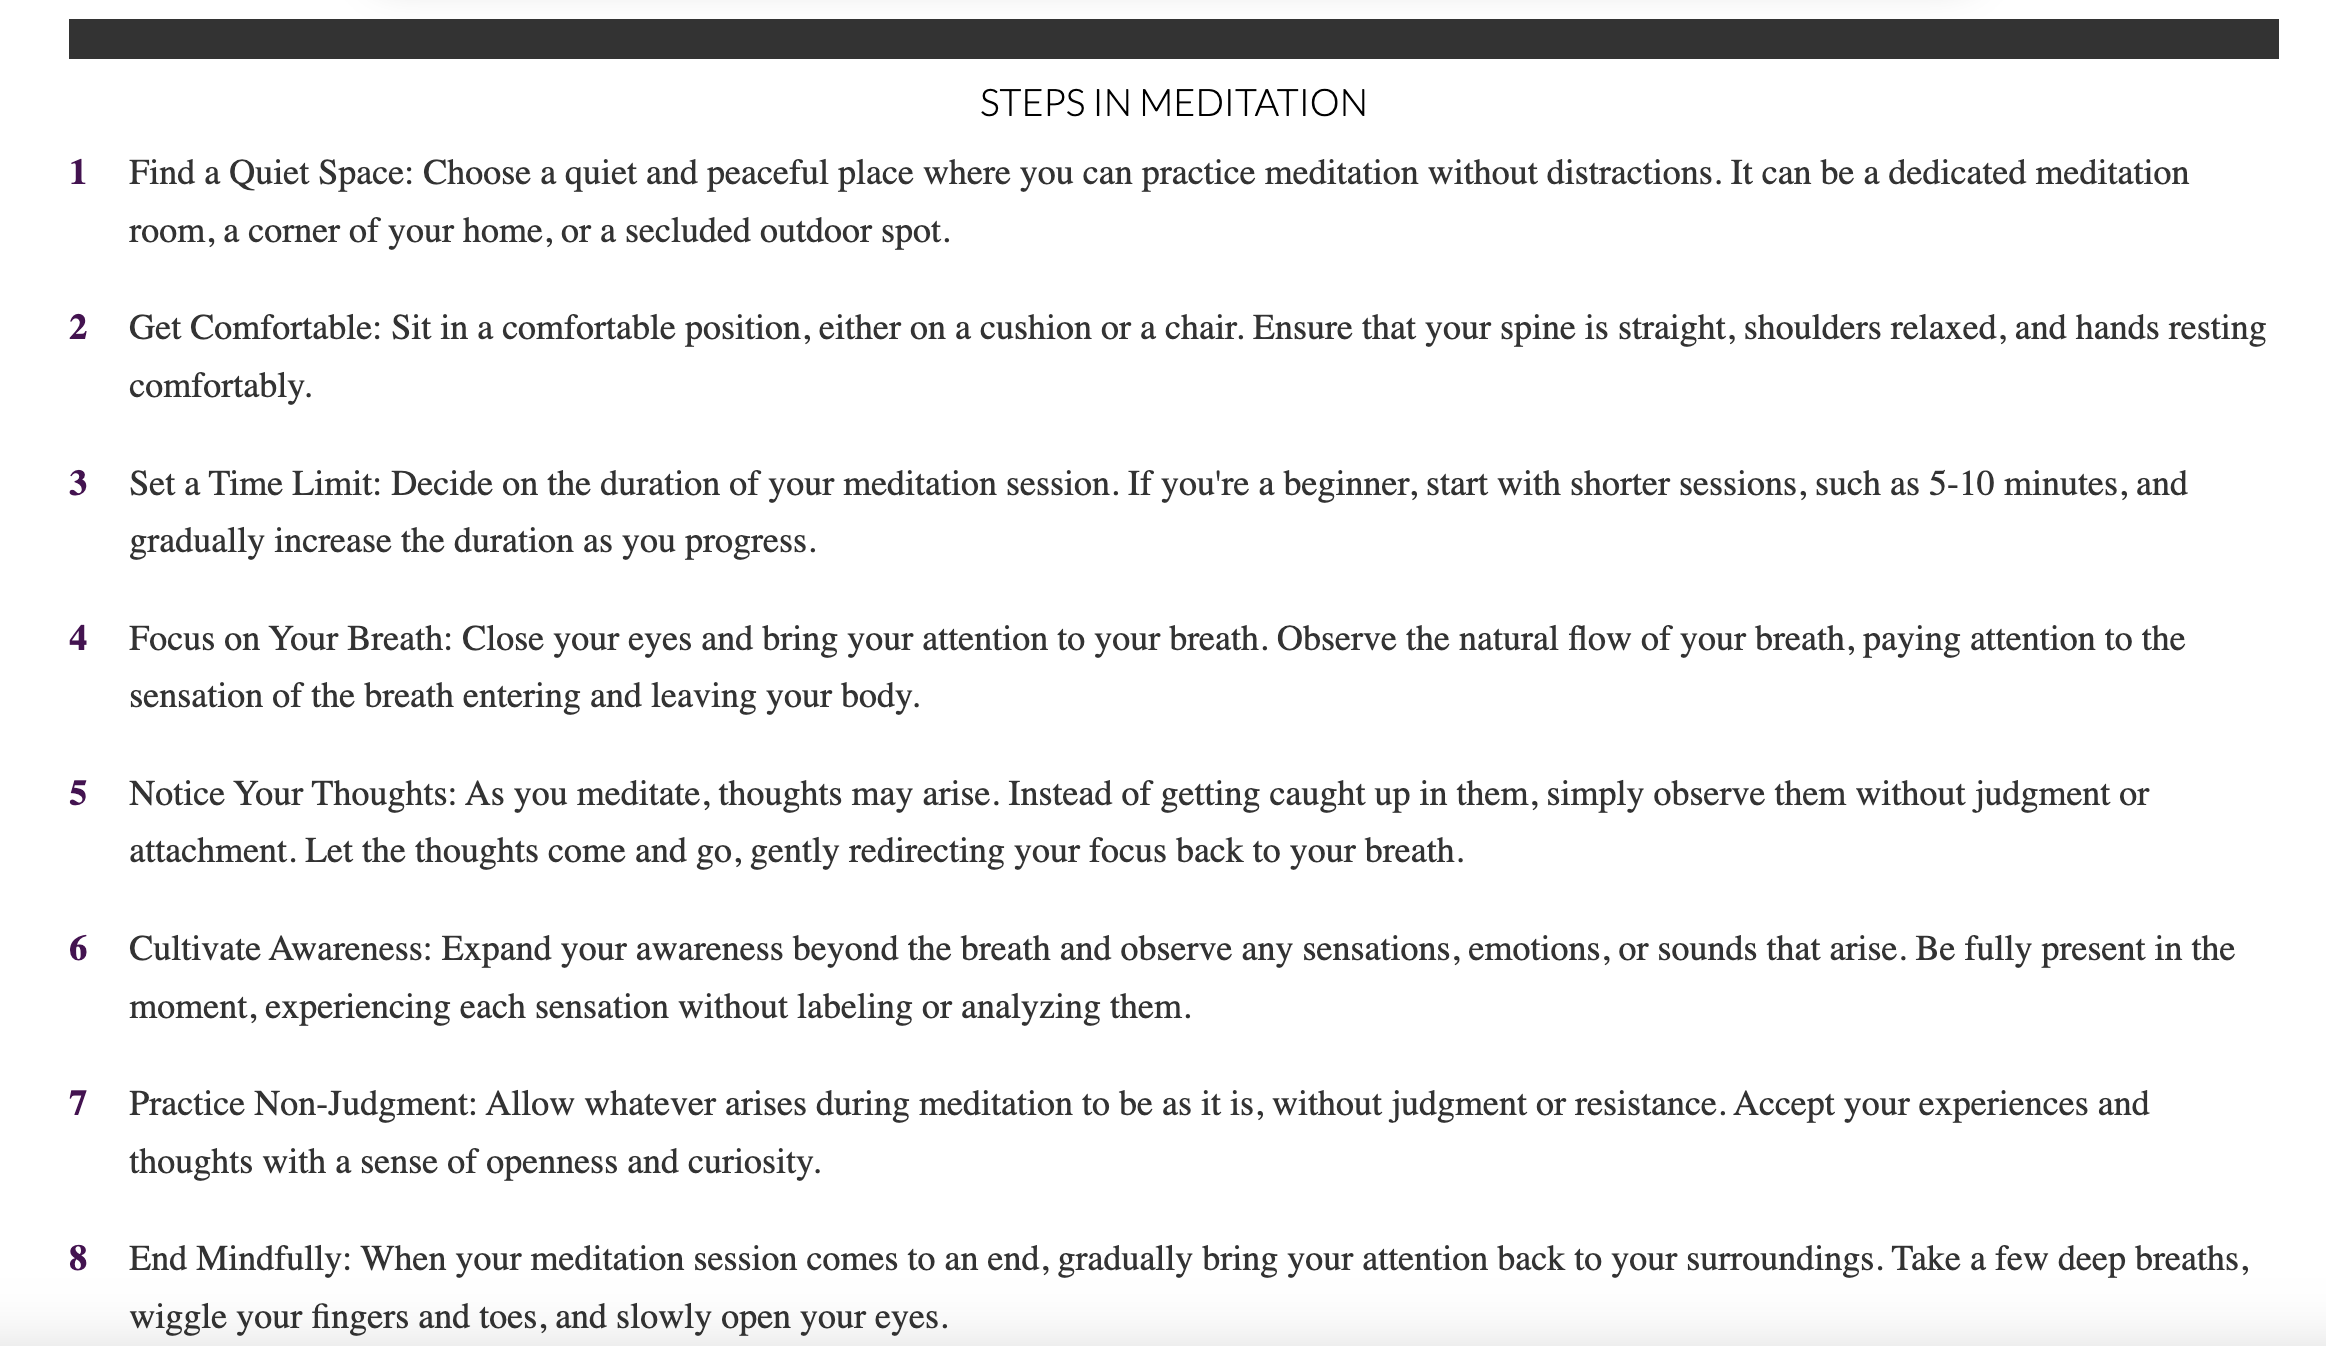 STEPS IN MEDITATION
1 Find a Quiet Space: Choose a quiet and peaceful place where you can practice meditation without distractions. It can be a dedicated meditation
room, a corner of your home, or a secluded outdoor spot.
2 Get Comfortable: Sit in a comfortable position, either on a cushion or a chair. Ensure that your spine is straight, shoulders relaxed, and hands resting
comfortably.
3 Set a Time Limit: Decide on the duration of your meditation session. If you're a beginner, start with shorter sessions, such as 5-10 minutes, and
gradually increase the duration as you progress.
4 Focus on Your Breath: Close your eyes and bring your attention to your breath. Observe the natural flow of your breath, paying attention to the
sensation of the breath entering and leaving your body.
5 Notice Your Thoughts: As you meditate, thoughts may arise. Instead of getting caught up in them, simply observe them without judgment or
attachment. Let the thoughts come and go, gently redirecting your focus back to your breath.
6 Cultivate Awareness: Expand your awareness beyond the breath and observe any sensations, emotions, or sounds that arise. Be fully present in the
moment, experiencing each sensation without labeling or analyzing them.
7 Practice Non-Judgment: Allow whatever arises during meditation to be as it is, without judgment or resistance. Accept your experiences and
thoughts with a sense of openness and curiosity.
8 End Mindfully: When your meditation session comes to an end, gradually bring your attention back to your surroundings. Take a few deep breaths,
wiggle your fingers and toes, and slowly open your eyes.